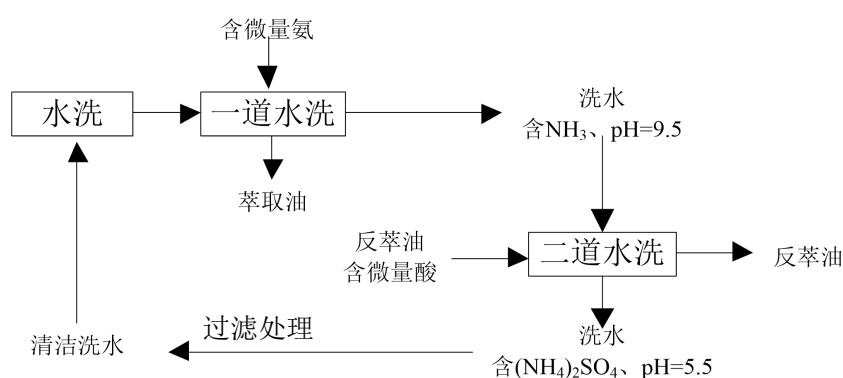 含微量氨
水洗
一道水洗
洗水
含NH₃、pH=9.5
萃取油
反萃油
含微量酸
二道水洗
反萃油
过滤处理
清洁洗水
洗水
含(NH₄)₂SO₄、pH=5.5